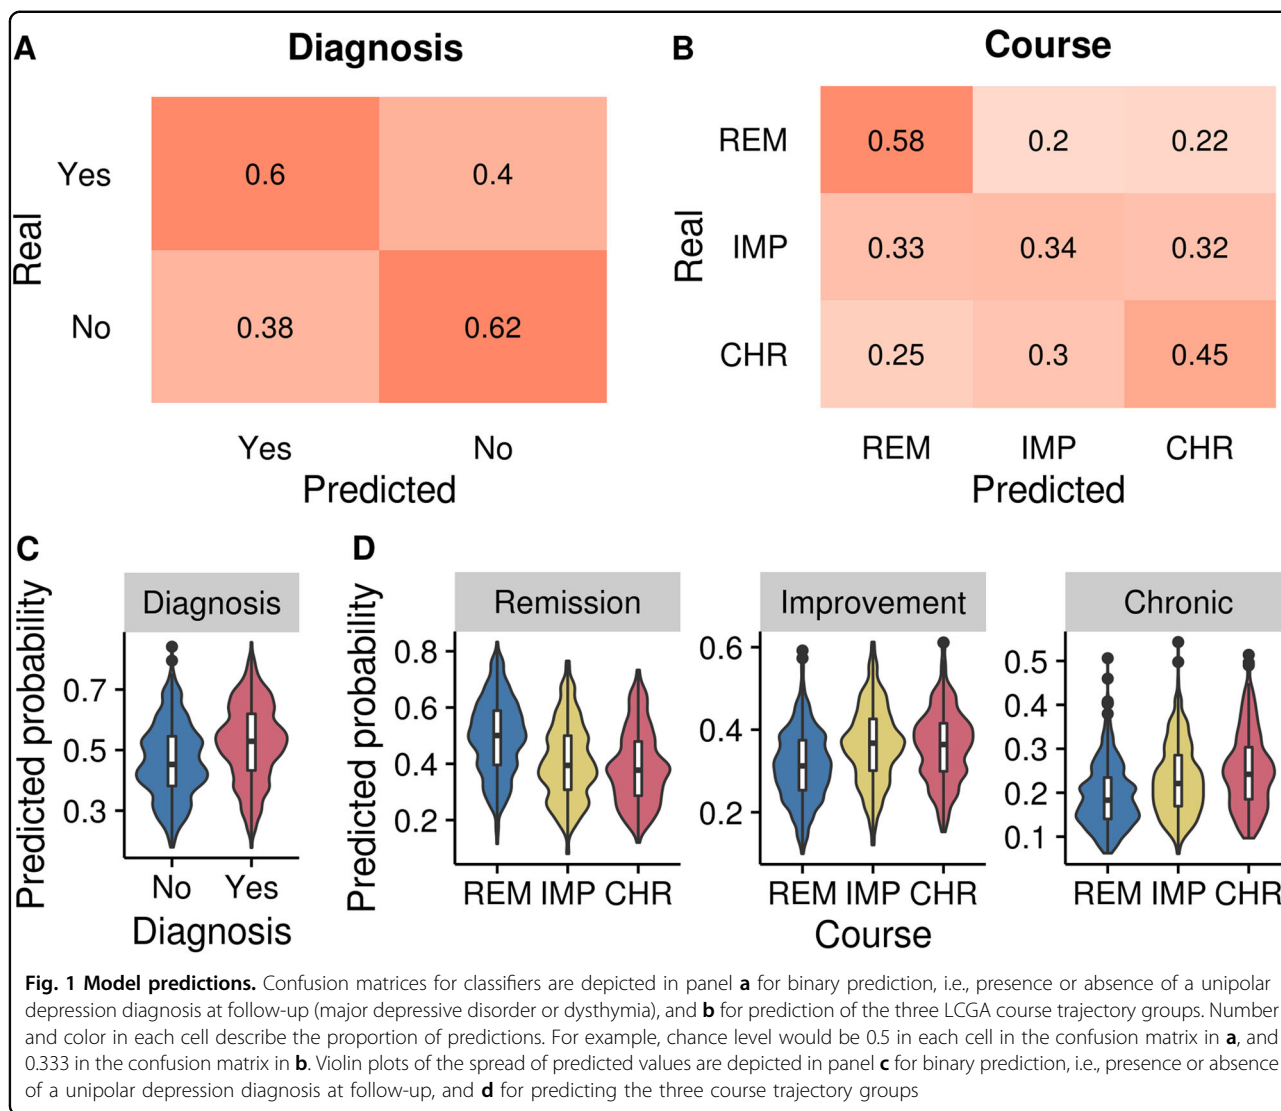 A
Diagnosis
Real
Yes
0.6
0.4
No
0.38
0.62
Yes
No
Predicted
B
Course
Real
REM
0.58
0.2
0.22
IMP
0.33
0.34
0.32
CHR
0.25
0.3
0.45
REM
IMP
CHR
Predicted
C
Predicted probability
Diagnosis
0.7
0.5
0.3
No
Yes
Diagnosis
D
Predicted probability
Remission
0.8
0.6
0.4
0.2
REM IMP CHR
Improvement
0.6
0.4
0.2
REM IMP CHR
Chronic
0.5
0.4
0.3
0.2
0.1
REM IMP CHR
Course
Fig. 1 Model predictions. Confusion matrices for classifiers are depicted in panel a for binary prediction, i.e., presence or absence of a unipolar
depression diagnosis at follow-up (major depressive disorder or dysthymia), and b for prediction of the three LCGA course trajectory groups. Number
and color in each cell describe the proportion of predictions. For example, chance level would be 0.5 in each cell in the confusion matrix in a, and
0.333 in the confusion matrix in b. Violin plots of the spread of predicted values are depicted in panel c for binary prediction, i.e., presence or absence
of a unipolar depression diagnosis at follow-up, and d for predicting the three course trajectory groups